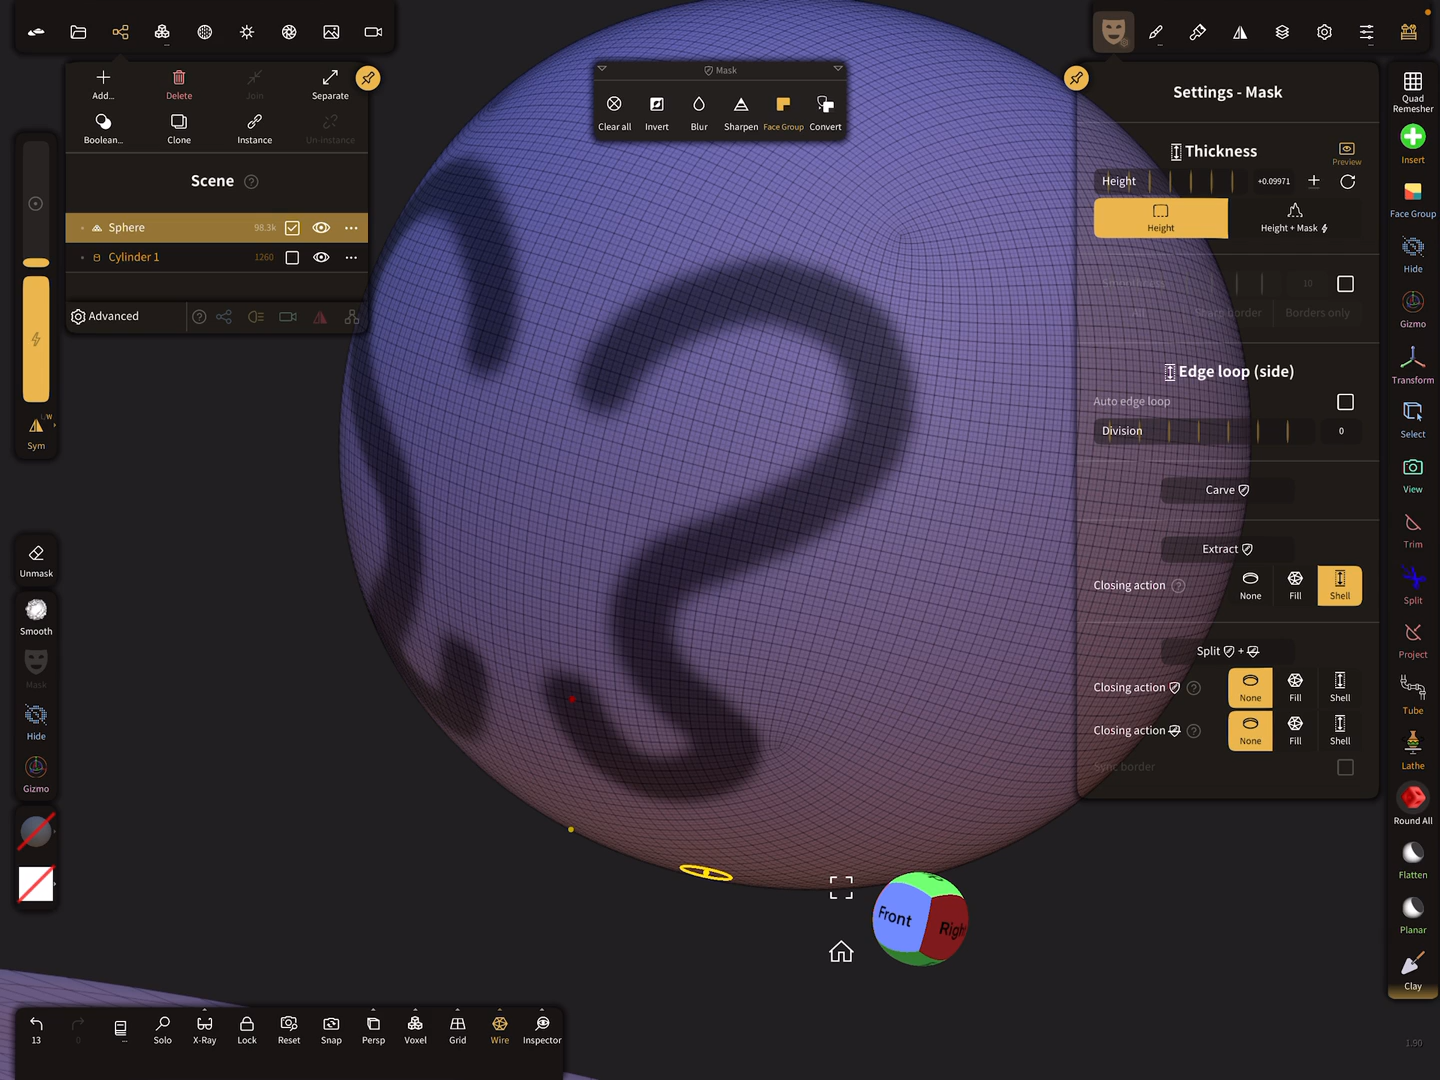 Add...
Delete
Join
Separate
Boolean...
Clone
Instance
Un-instance
Scene
Sphere 98.3k
Cylinder 1 1260
Advanced
Sym
Unmask
Smooth
Mask
Hide
Gizmo
Mask
Clear all
Invert
Blur
Sharpen
Face Group
Convert
Settings - Mask
Thickness
Preview
Height +0.09971
Height
Height + Mask
10
All
Borders only
Edge loop (side)
Auto edge loop
Division 0
Carve
Extract
Closing action
None
Fill
Shell
Split +
Closing action
None
Fill
Shell
Closing action
None
Fill
Shell
Sync border
Quad
Remesher
Insert
Face Group
Hide
Gizmo
Transform
Select
View
Trim
Split
Project
Tube
Lathe
Round All
Flatten
Planar
Clay
Front
Righ
13
0
Solo
X-Ray
Lock
Reset
Snap
Persp
Voxel
Grid
Wire
Inspector
1.90